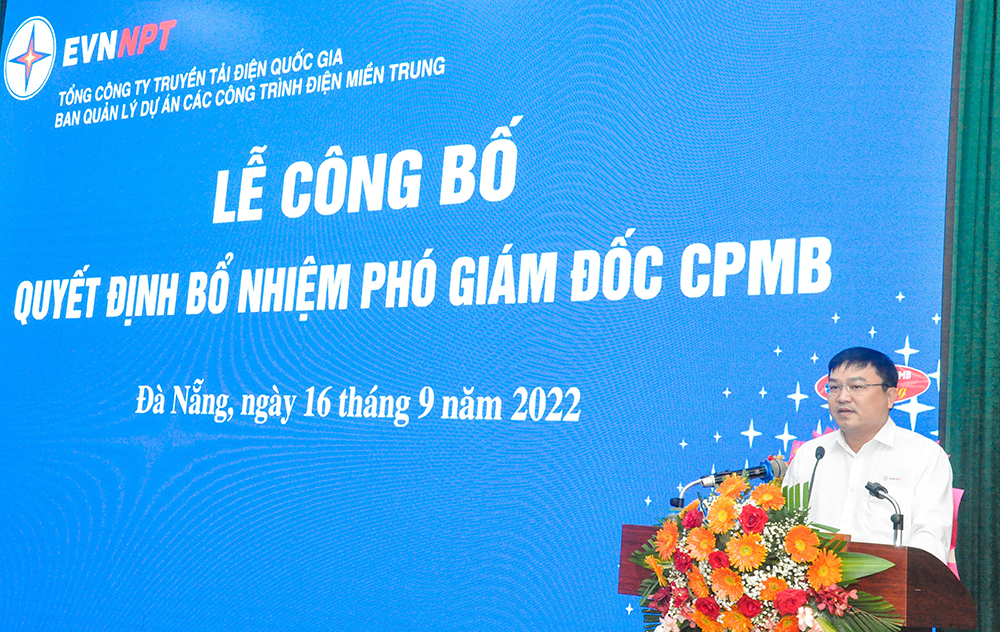 EVNNPT
TỔNG CÔNG TY TRUYỀN TẢI ĐIỆN QUỐC GIA
BAN QUẢN LÝ DỰ ÁN CÁC CÔNG TRÌNH ĐIỆN MIỀN TRUNG
LỄ CÔNG BỐ
QUYẾT ĐỊNH BỔ NHIỆM PHÓ GIÁM ĐỐC CPMB
Đà Nẵng, ngày 16 tháng 9 năm 2022